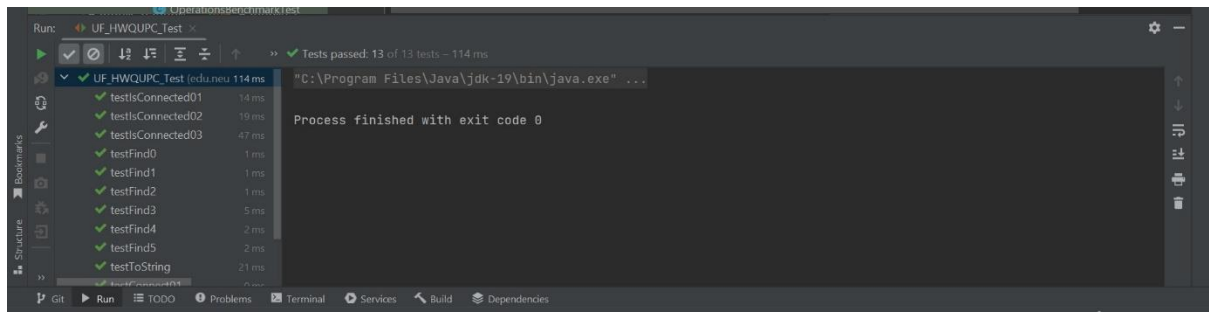 OperationsBenchmarkTest
Run: UF_HWQUPC_Test ×
» Tests passed: 13 of 13 tests – 114 ms
UF_HWQUPC_Test (edu.neu 114 ms
"C:\Program Files\Java\jdk-19\bin\java.exe" ...
testIsConnected01 14 ms
testIsConnected02 19 ms
Process finished with exit code 0
testIsConnected03 47 ms
testFind0 1 ms
testFind1 1 ms
testFind2 1 ms
testFind3 5 ms
testFind4 2 ms
testFind5 2 ms
testToString 21 ms
testConnect01 0 ms
Bookmarks
Structure
»
Git Run TODO Problems Terminal Services Build Dependencies